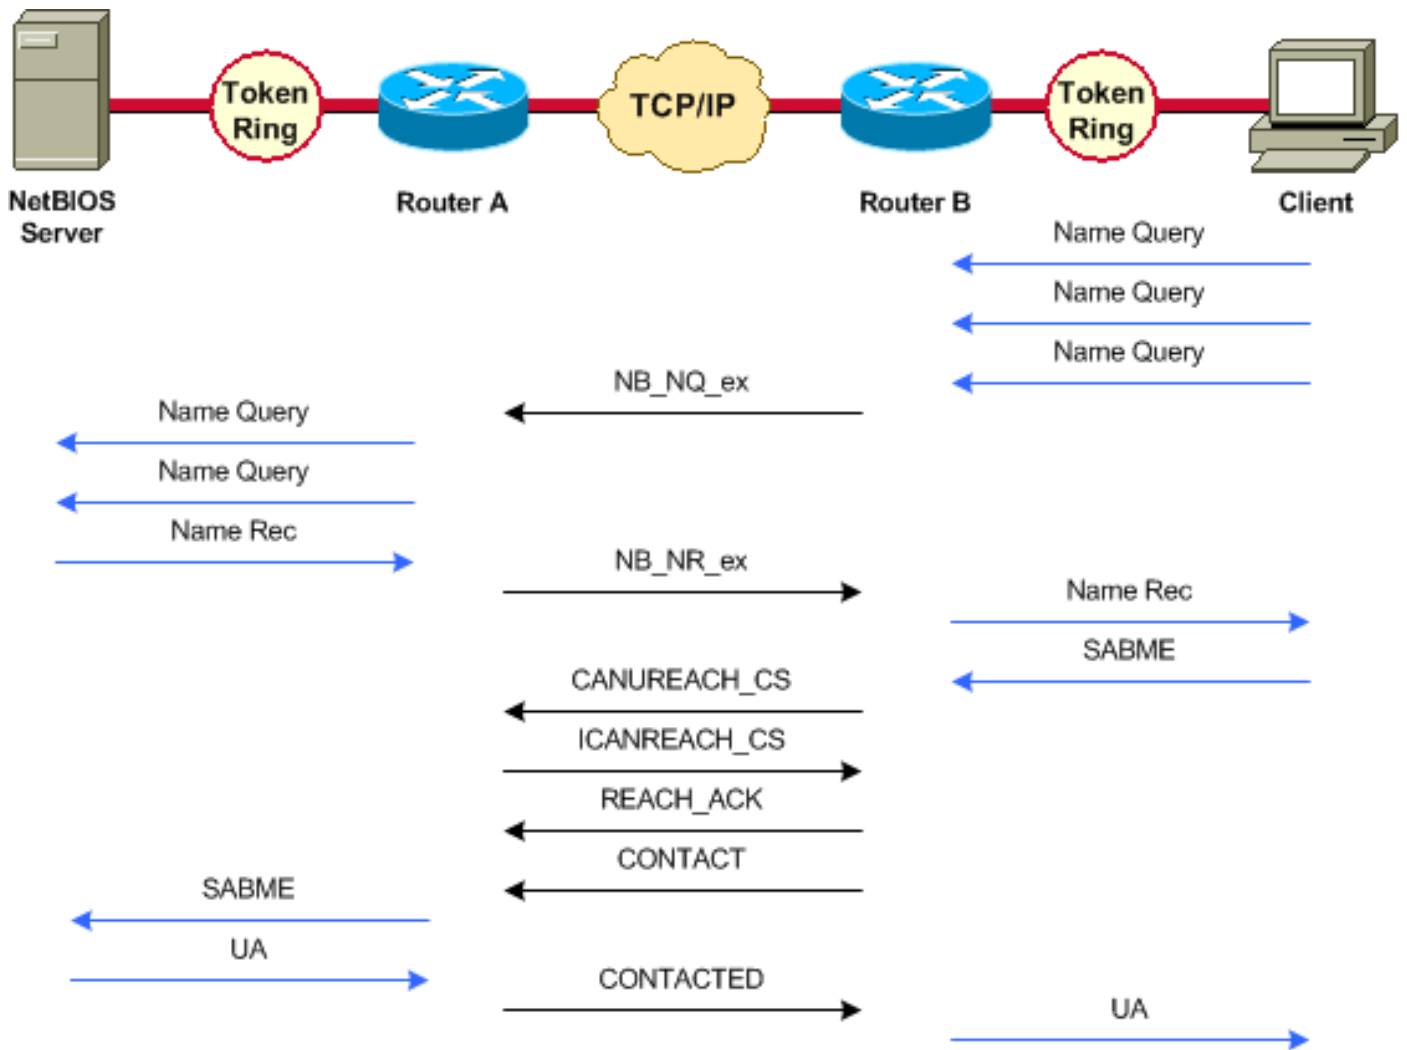 Token
Ring
TCP/IP
Token
Ring
NetBIOS
Server
Router A
Router B
Client
Name Query
Name Query
Name Query
NB_NQ_ex
Name Query
Name Query
Name Rec
NB_NR_ex
Name Rec
SABME
CANUREACH_CS
ICANREACH_CS
REACH_ACK
CONTACT
SABME
UA
CONTACTED
UA